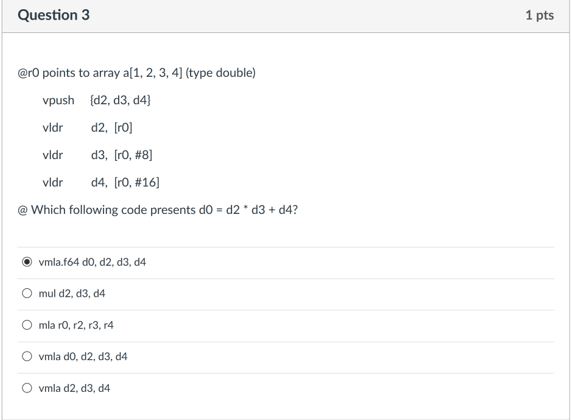 Question 3 1 pts
@r0 points to array a[1, 2, 3, 4] (type double)
vpush {d2, d3, d4}
vldr d2, [r0]
vldr d3, [r0, #8]
vldr d4, [r0, #16]
@ Which following code presents d0 = d2 * d3 + d4?
vmla.f64 d0, d2, d3, d4
mul d2, d3, d4
mla r0, r2, r3, r4
vmla d0, d2, d3, d4
vmla d2, d3, d4